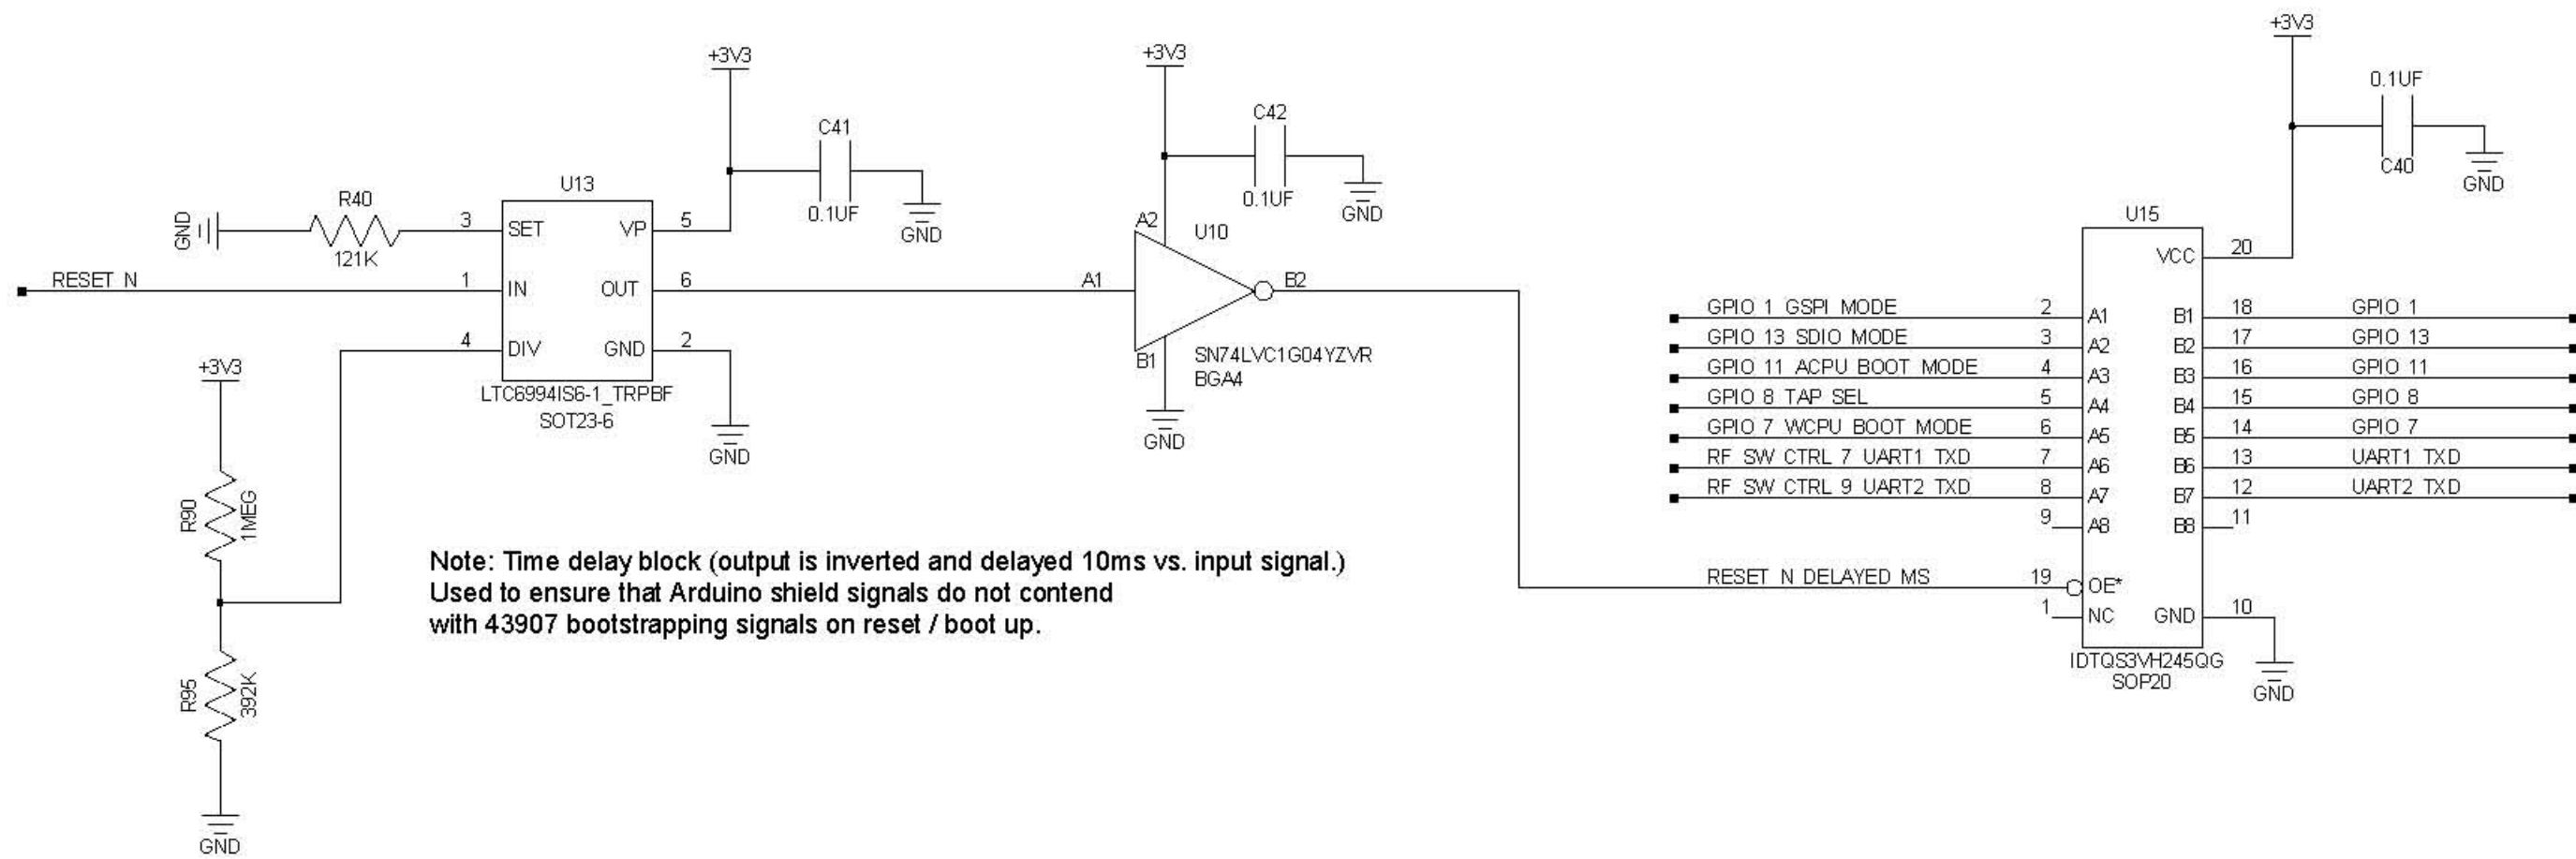 +3V3
C41
0.1UF
GND
+3V3
C42
0.1UF
GND
+3V3
0.1UF
C40
GND
GND
R40
121K
U13
3
SET
VP
5
RESET N
1
IN
OUT
6
4
DIV
GND
2
LTC6994IS6-1_TRPBF
SOT23-6
GND
A2
U10
A1
B2
B1
SN74LVC1G04YZVR
BGA4
GND
+3V3
R90
1MEG
R95
392K
GND
Note: Time delay block (output is inverted and delayed 10ms vs. input signal.)
Used to ensure that Arduino shield signals do not contend
with 43907 bootstrapping signals on reset / boot up.
U15
VCC
20
GPIO 1 GSPI MODE
2
A1
B1
18
GPIO 1
GPIO 13 SDIO MODE
3
A2
B2
17
GPIO 13
GPIO 11 ACPU BOOT MODE
4
A3
B3
16
GPIO 11
GPIO 8 TAP SEL
5
A4
B4
15
GPIO 8
GPIO 7 WCPU BOOT MODE
6
A5
B5
14
GPIO 7
RF SW CTRL 7 UART1 TXD
7
A6
B6
13
UART1 TXD
RF SW CTRL 9 UART2 TXD
8
A7
B7
12
UART2 TXD
9
A8
B8
11
RESET N DELAYED MS
19
OE*
1
NC
GND
10
IDTQS3VH245QG
SOP20
GND